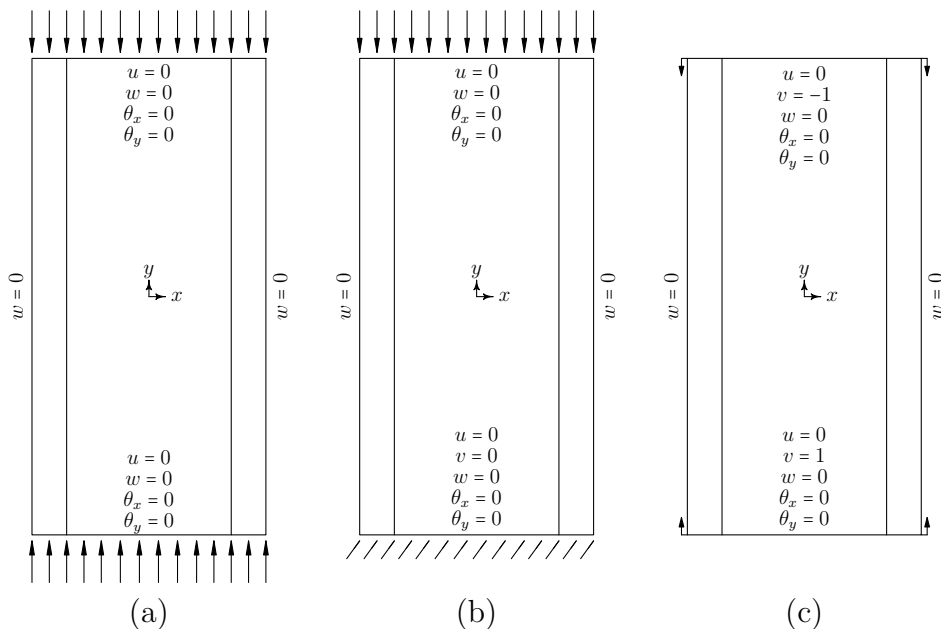 u = 0
w = 0
θx = 0
θy = 0
w = 0
y
x
w = 0
u = 0
w = 0
θx = 0
θy = 0
(a)
u = 0
w = 0
θx = 0
θy = 0
w = 0
y
x
w = 0
u = 0
v = 0
w = 0
θx = 0
θy = 0
(b)
u = 0
v = −1
w = 0
θx = 0
θy = 0
w = 0
y
x
w = 0
u = 0
v = 1
w = 0
θx = 0
θy = 0
(c)